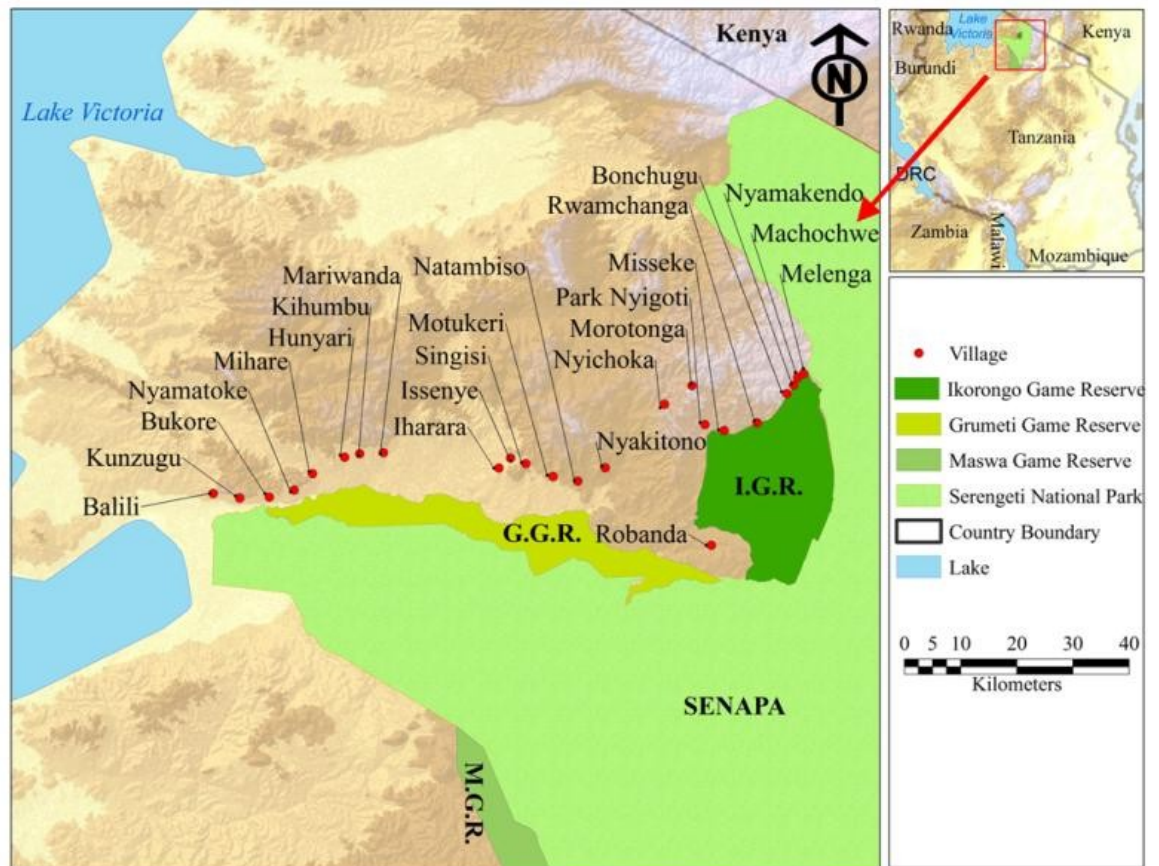 Kenya
N
Lake Victoria
Bonchugu
Nyamakendo
Rwamchanga
Machochwe
Mariwanda
Natambiso
Misseke
Melenga
Kihumbu
Park Nyigoti
Hunyari
Motukeri
Morotonga
Mihare
Singisi
Nyichoka
Nyamatoke
Issenye
Bukore
Iharara
Nyakitono
Kunzugu
Balili
I.G.R.
G.G.R.
Robanda
SENAPA
M.G.R.
Rwanda
Lake
Victoria
Kenya
Burundi
Tanzania
DRC
Zambia
Malawi
Mozambique
Village
Ikorongo Game Reserve
Grumeti Game Reserve
Maswa Game Reserve
Serengeti National Park
Country Boundary
Lake
0 5 10 20 30 40
Kilometers